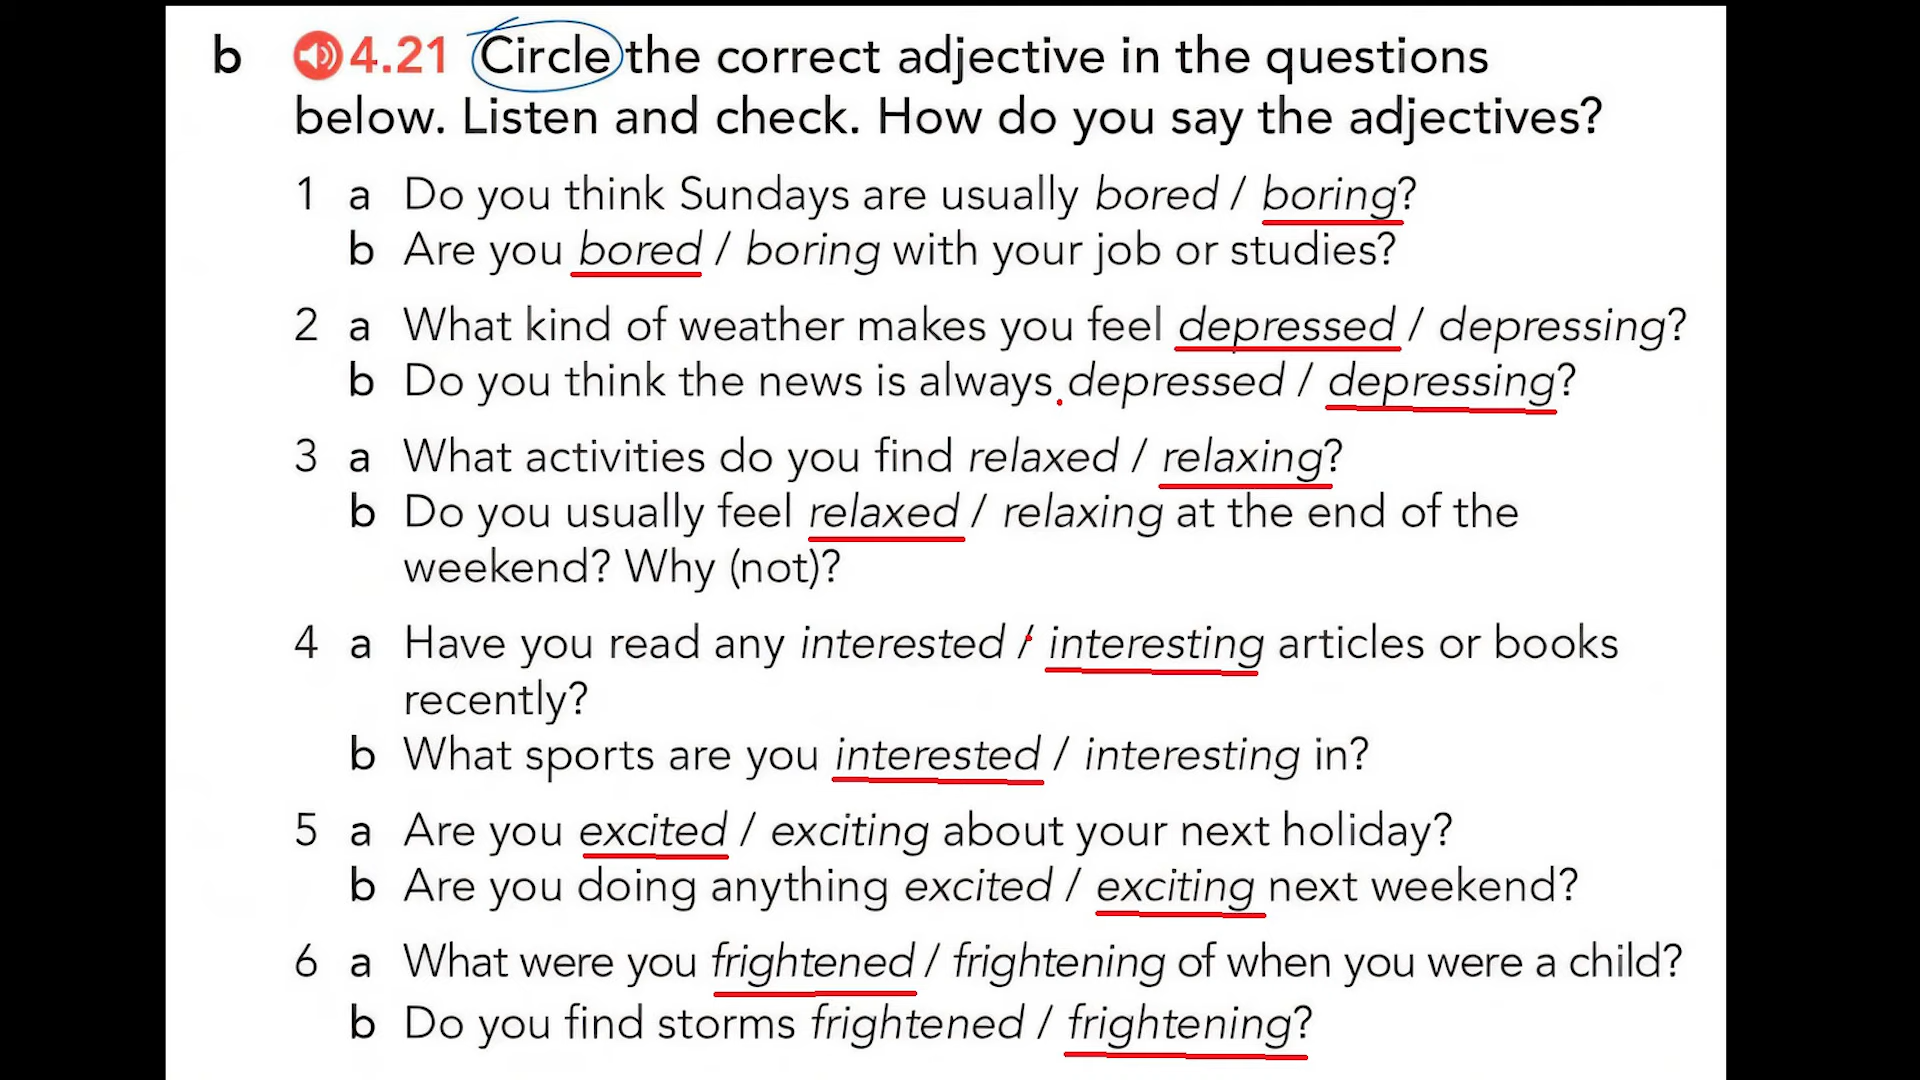 b 4.21 Circle the correct adjective in the questions
below. Listen and check. How do you say the adjectives?
1 a Do you think Sundays are usually bored / boring?
b Are you bored / boring with your job or studies?
2 a What kind of weather makes you feel depressed / depressing?
b Do you think the news is always depressed / depressing?
3 a What activities do you find relaxed / relaxing?
b Do you usually feel relaxed / relaxing at the end of the
weekend? Why (not)?
4 a Have you read any interested / interesting articles or books
recently?
b What sports are you interested / interesting in?
5 a Are you excited / exciting about your next holiday?
b Are you doing anything excited / exciting next weekend?
6 a What were you frightened / frightening of when you were a child?
b Do you find storms frightened / frightening?